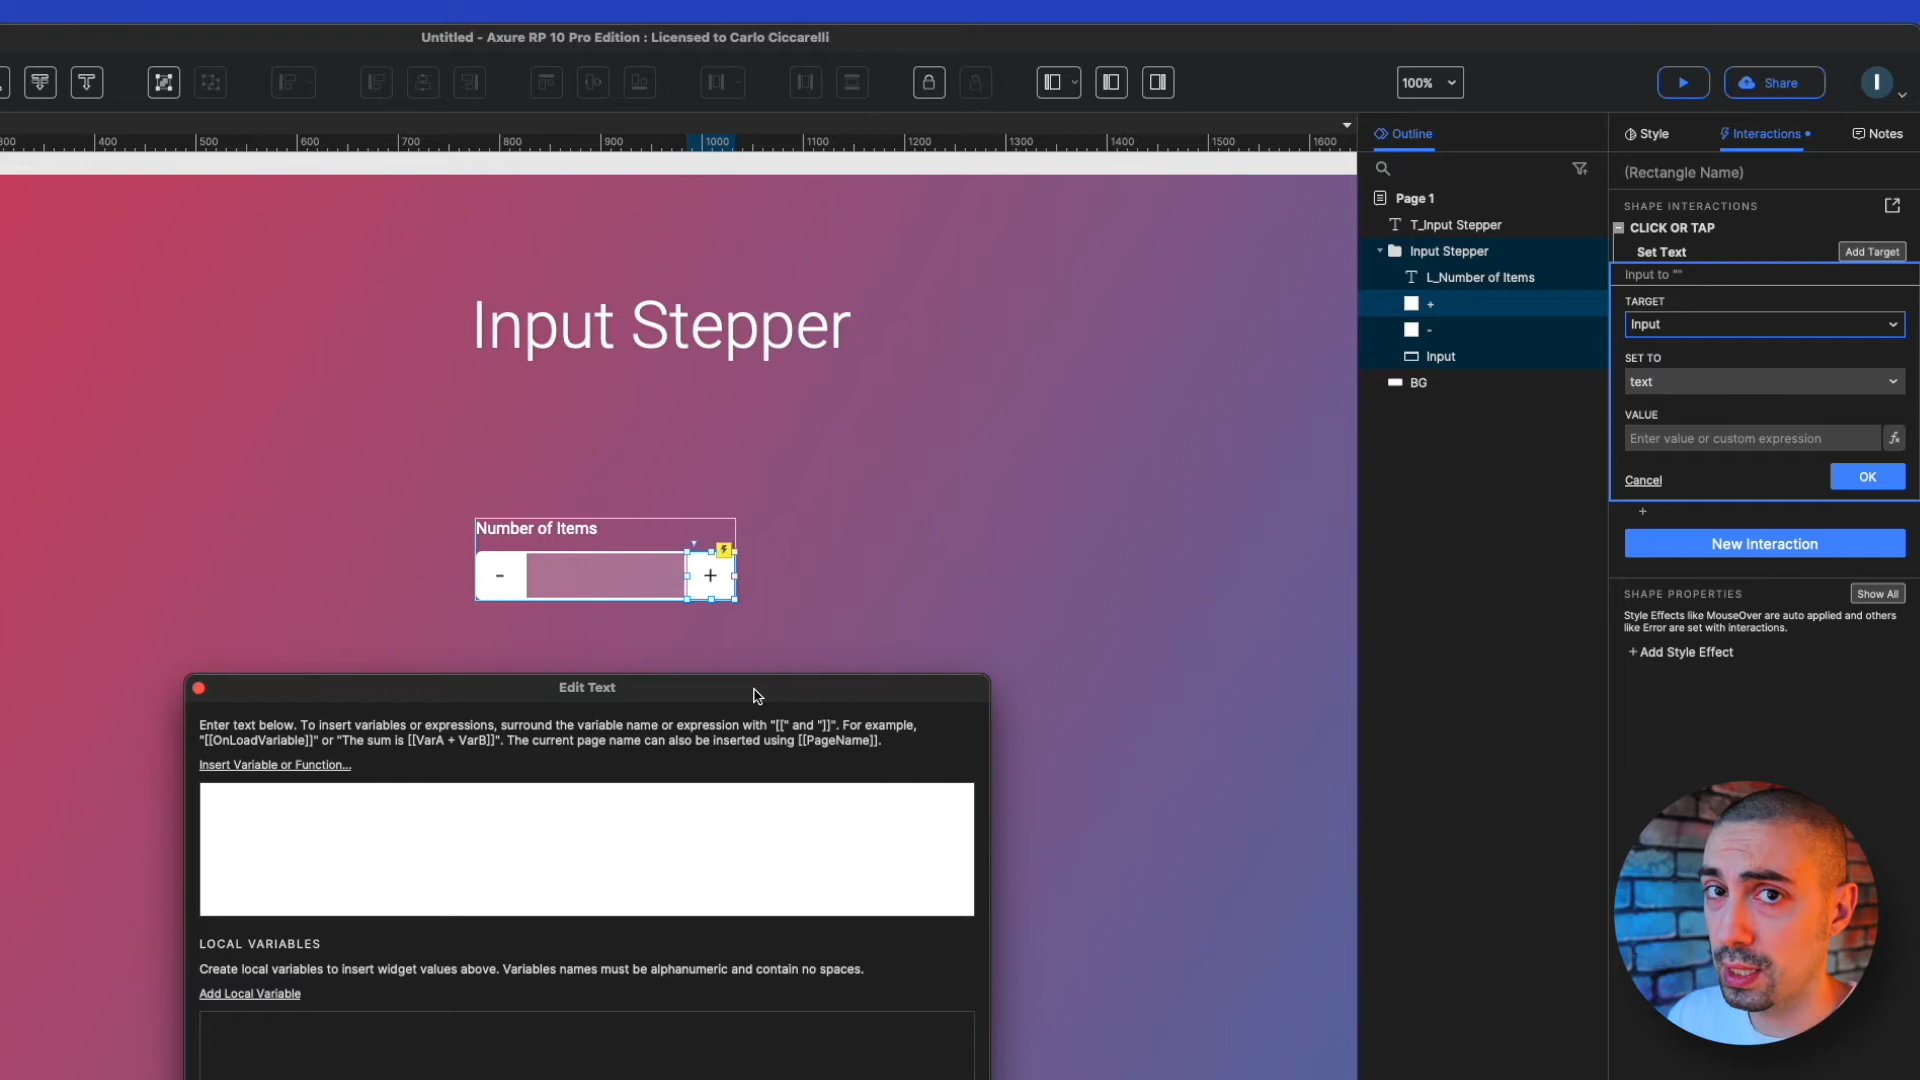 Untitled - Axure RP 10 Pro Edition : Licensed to Carlo Ciccarelli
100%
Share
I
300 400 500 600 700 800 900 1000 1100 1200 1300 1400 1500 1600
Outline
Style
Interactions
Notes
(Rectangle Name)
Page 1
T_Input Stepper
Input Stepper
L_Number of Items
+
-
Input
BG
SHAPE INTERACTIONS
CLICK OR TAP
Set Text
Add Target
Input to ""
TARGET
Input
SET TO
text
VALUE
Enter value or custom expression
fx
Cancel
OK
+
New Interaction
SHAPE PROPERTIES
Show All
Style Effects like MouseOver are auto applied and others
like Error are set with interactions.
+ Add Style Effect
Input Stepper
Number of Items
-
+
Edit Text
Enter text below. To insert variables or expressions, surround the variable name or expression with "[[" and "]]". For example,
"[[OnLoadVariable]]" or "The sum is [[VarA + VarB]]". The current page name can also be inserted using [[PageName]].
Insert Variable or Function...
LOCAL VARIABLES
Create local variables to insert widget values above. Variables names must be alphanumeric and contain no spaces.
Add Local Variable